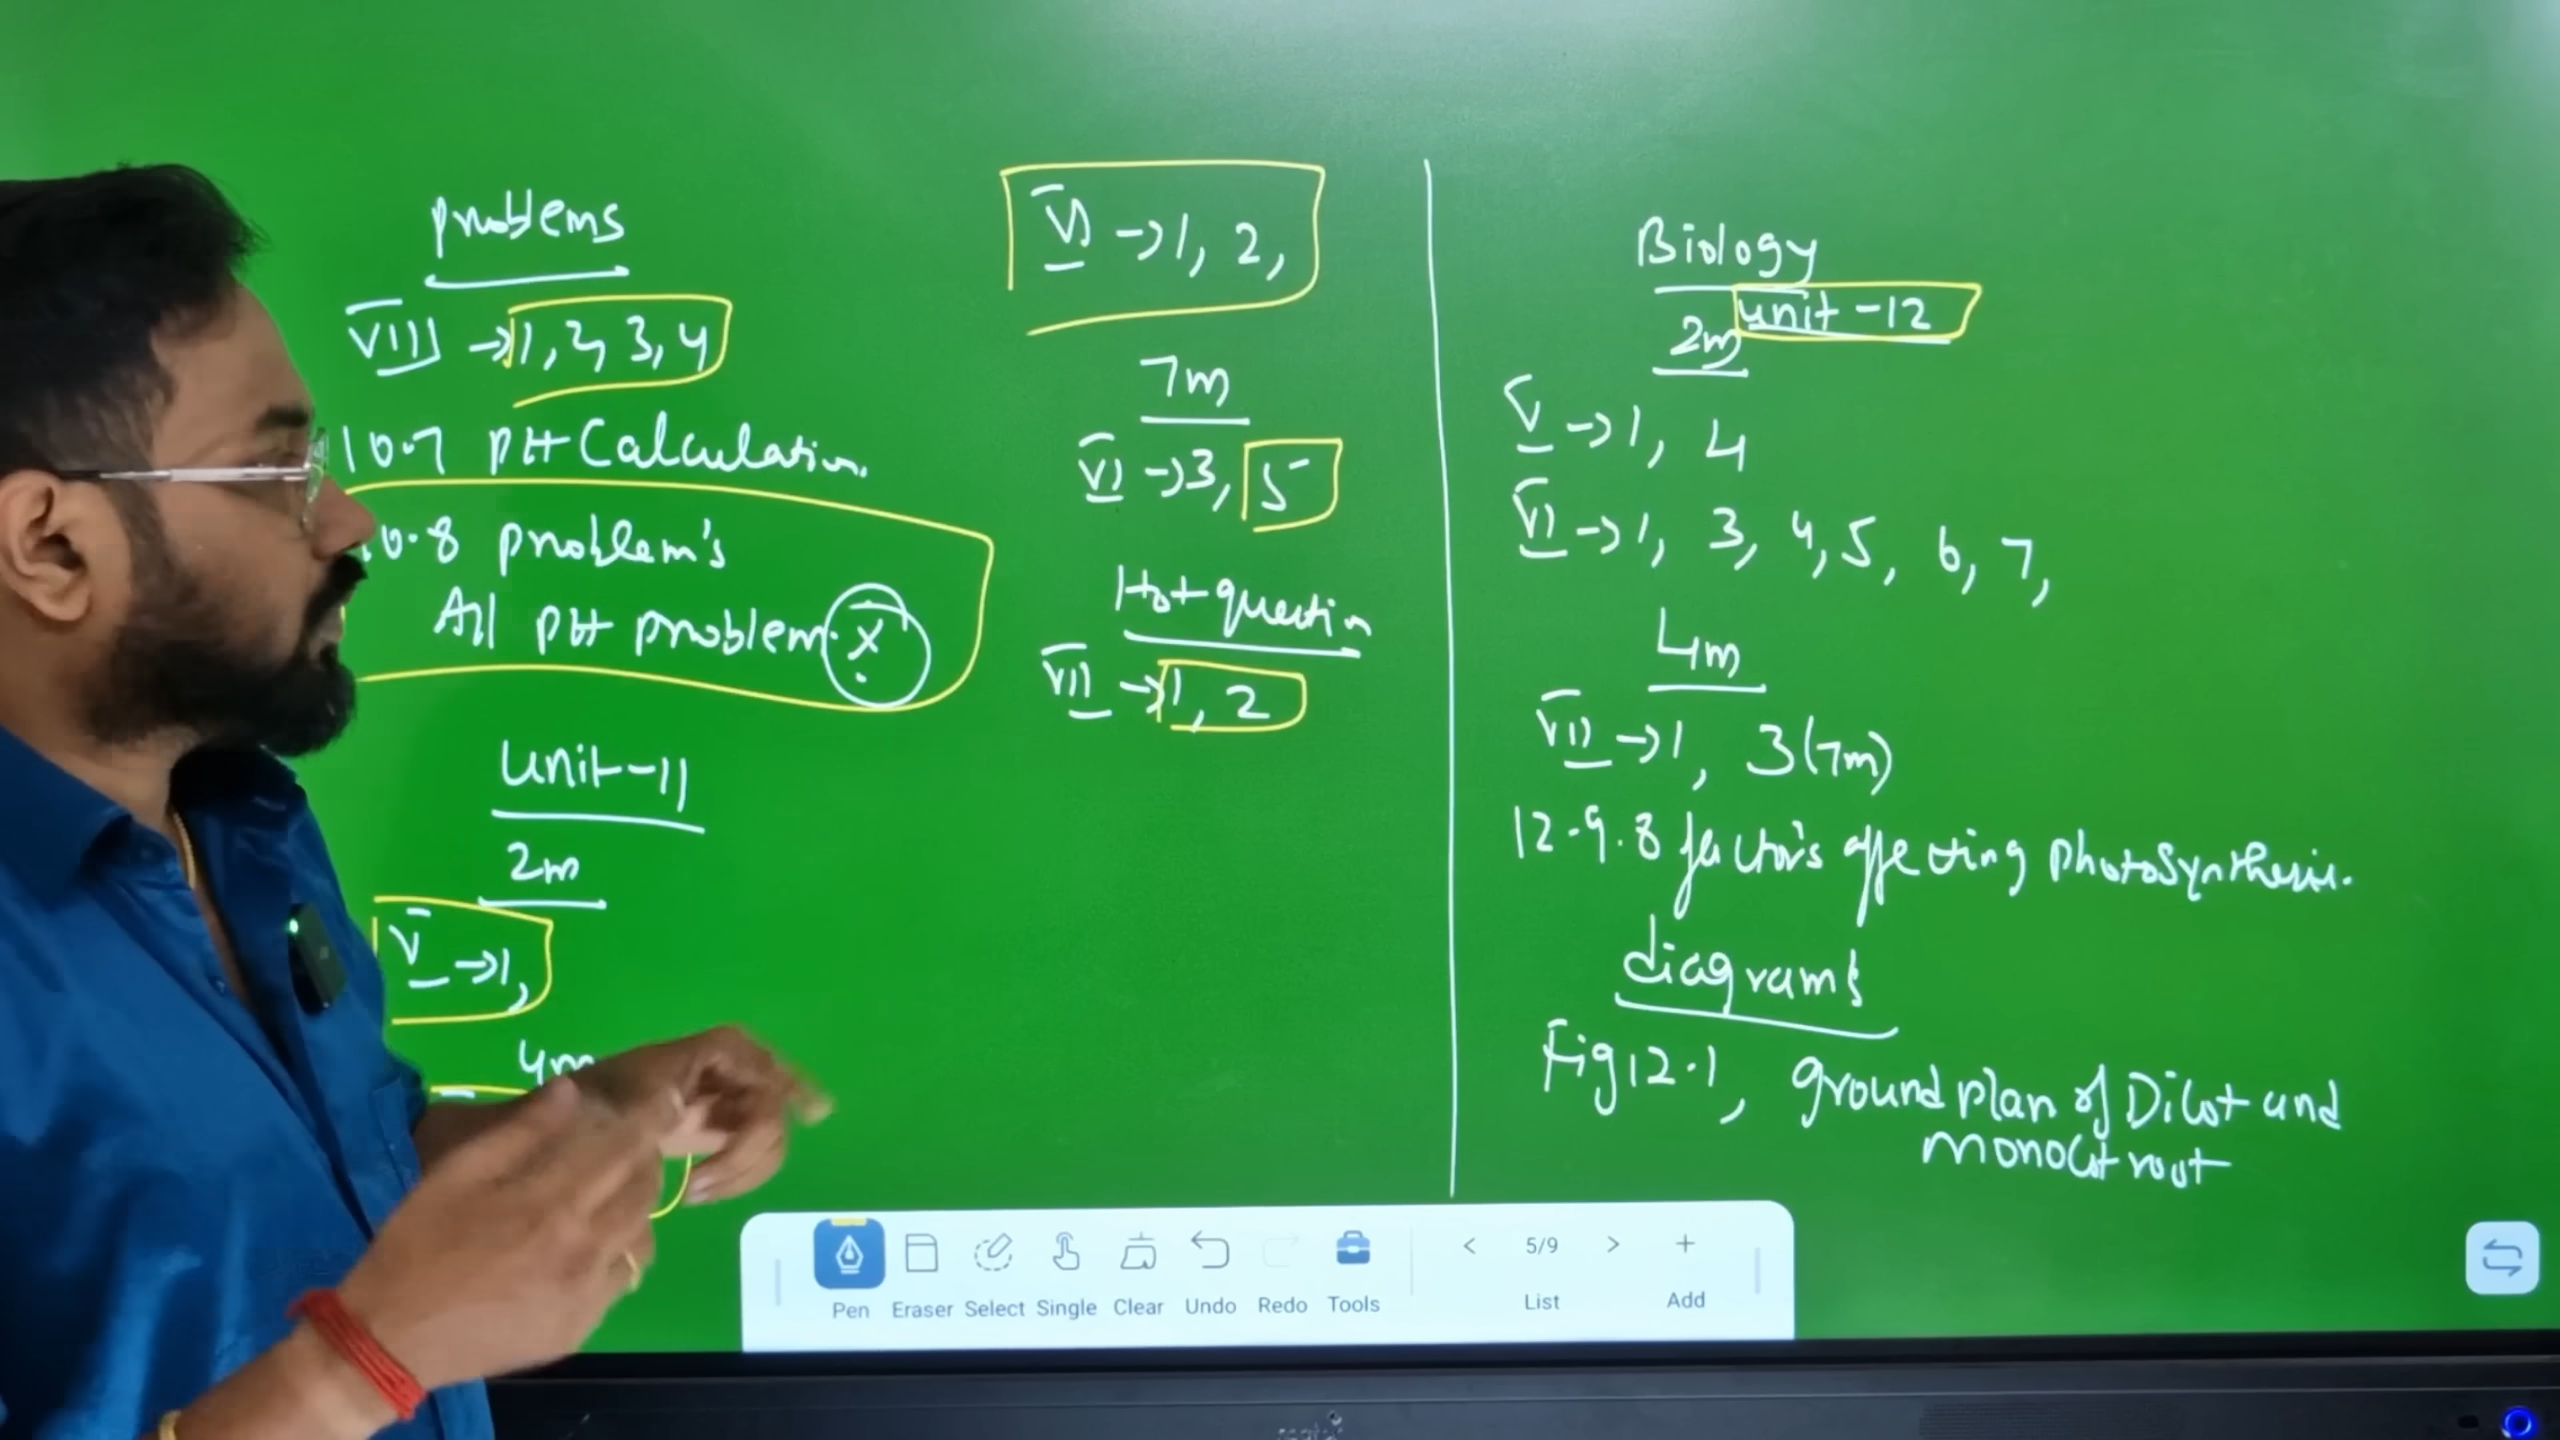 problems
VIII → 1, 2, 3, 4
10.7 pH Calculation.
10.8 problem's
All pH problem. X
unit-11
2m
V → 1,
4m
VI → 1, 2,
7m
VI → 3, 5
Hot question
VII → 1, 2
Biology
unit-12
2m
V → 1, 4
VI → 1, 3, 4, 5, 6, 7,
4m
VII → 1, 3 (7m)
12.9.8 factor's affecting photosynthesis.
diagrams
Fig 12.1, ground plan of Dicot and
monocot root
5/9
Pen Eraser Select Single Clear Undo Redo Tools List Add